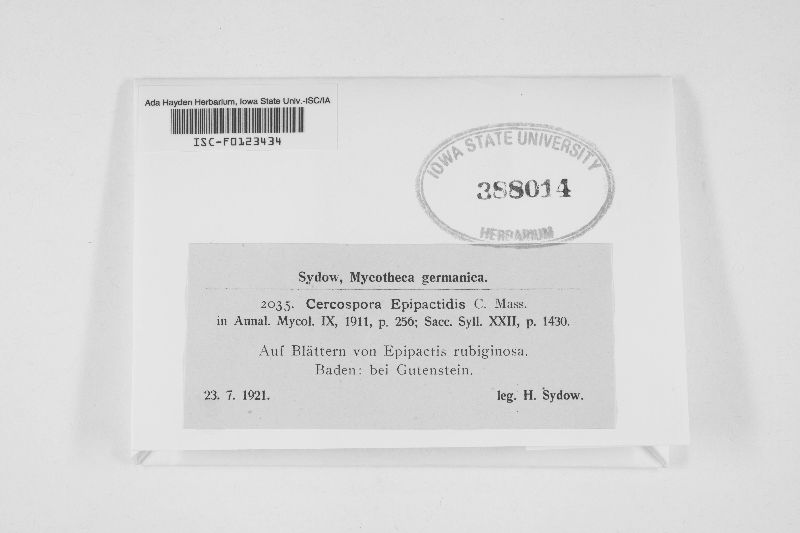 Ada Hayden Herbarium, Iowa State Univ.-ISC/IA
ISC-F0123434
IOWA STATE UNIVERSITY
388014
HERBARIUM
Sydow, Mycotheca germanica.
2035. Cercospora Epipactidis C. Mass.
in Annal. Mycol. IX, 1911, p. 256; Sacc. Syll. XXII, p. 1430.
Auf Blättern von Epipactis rubiginosa.
Baden: bei Gutenstein.
23. 7. 1921. leg. H. Sydow.